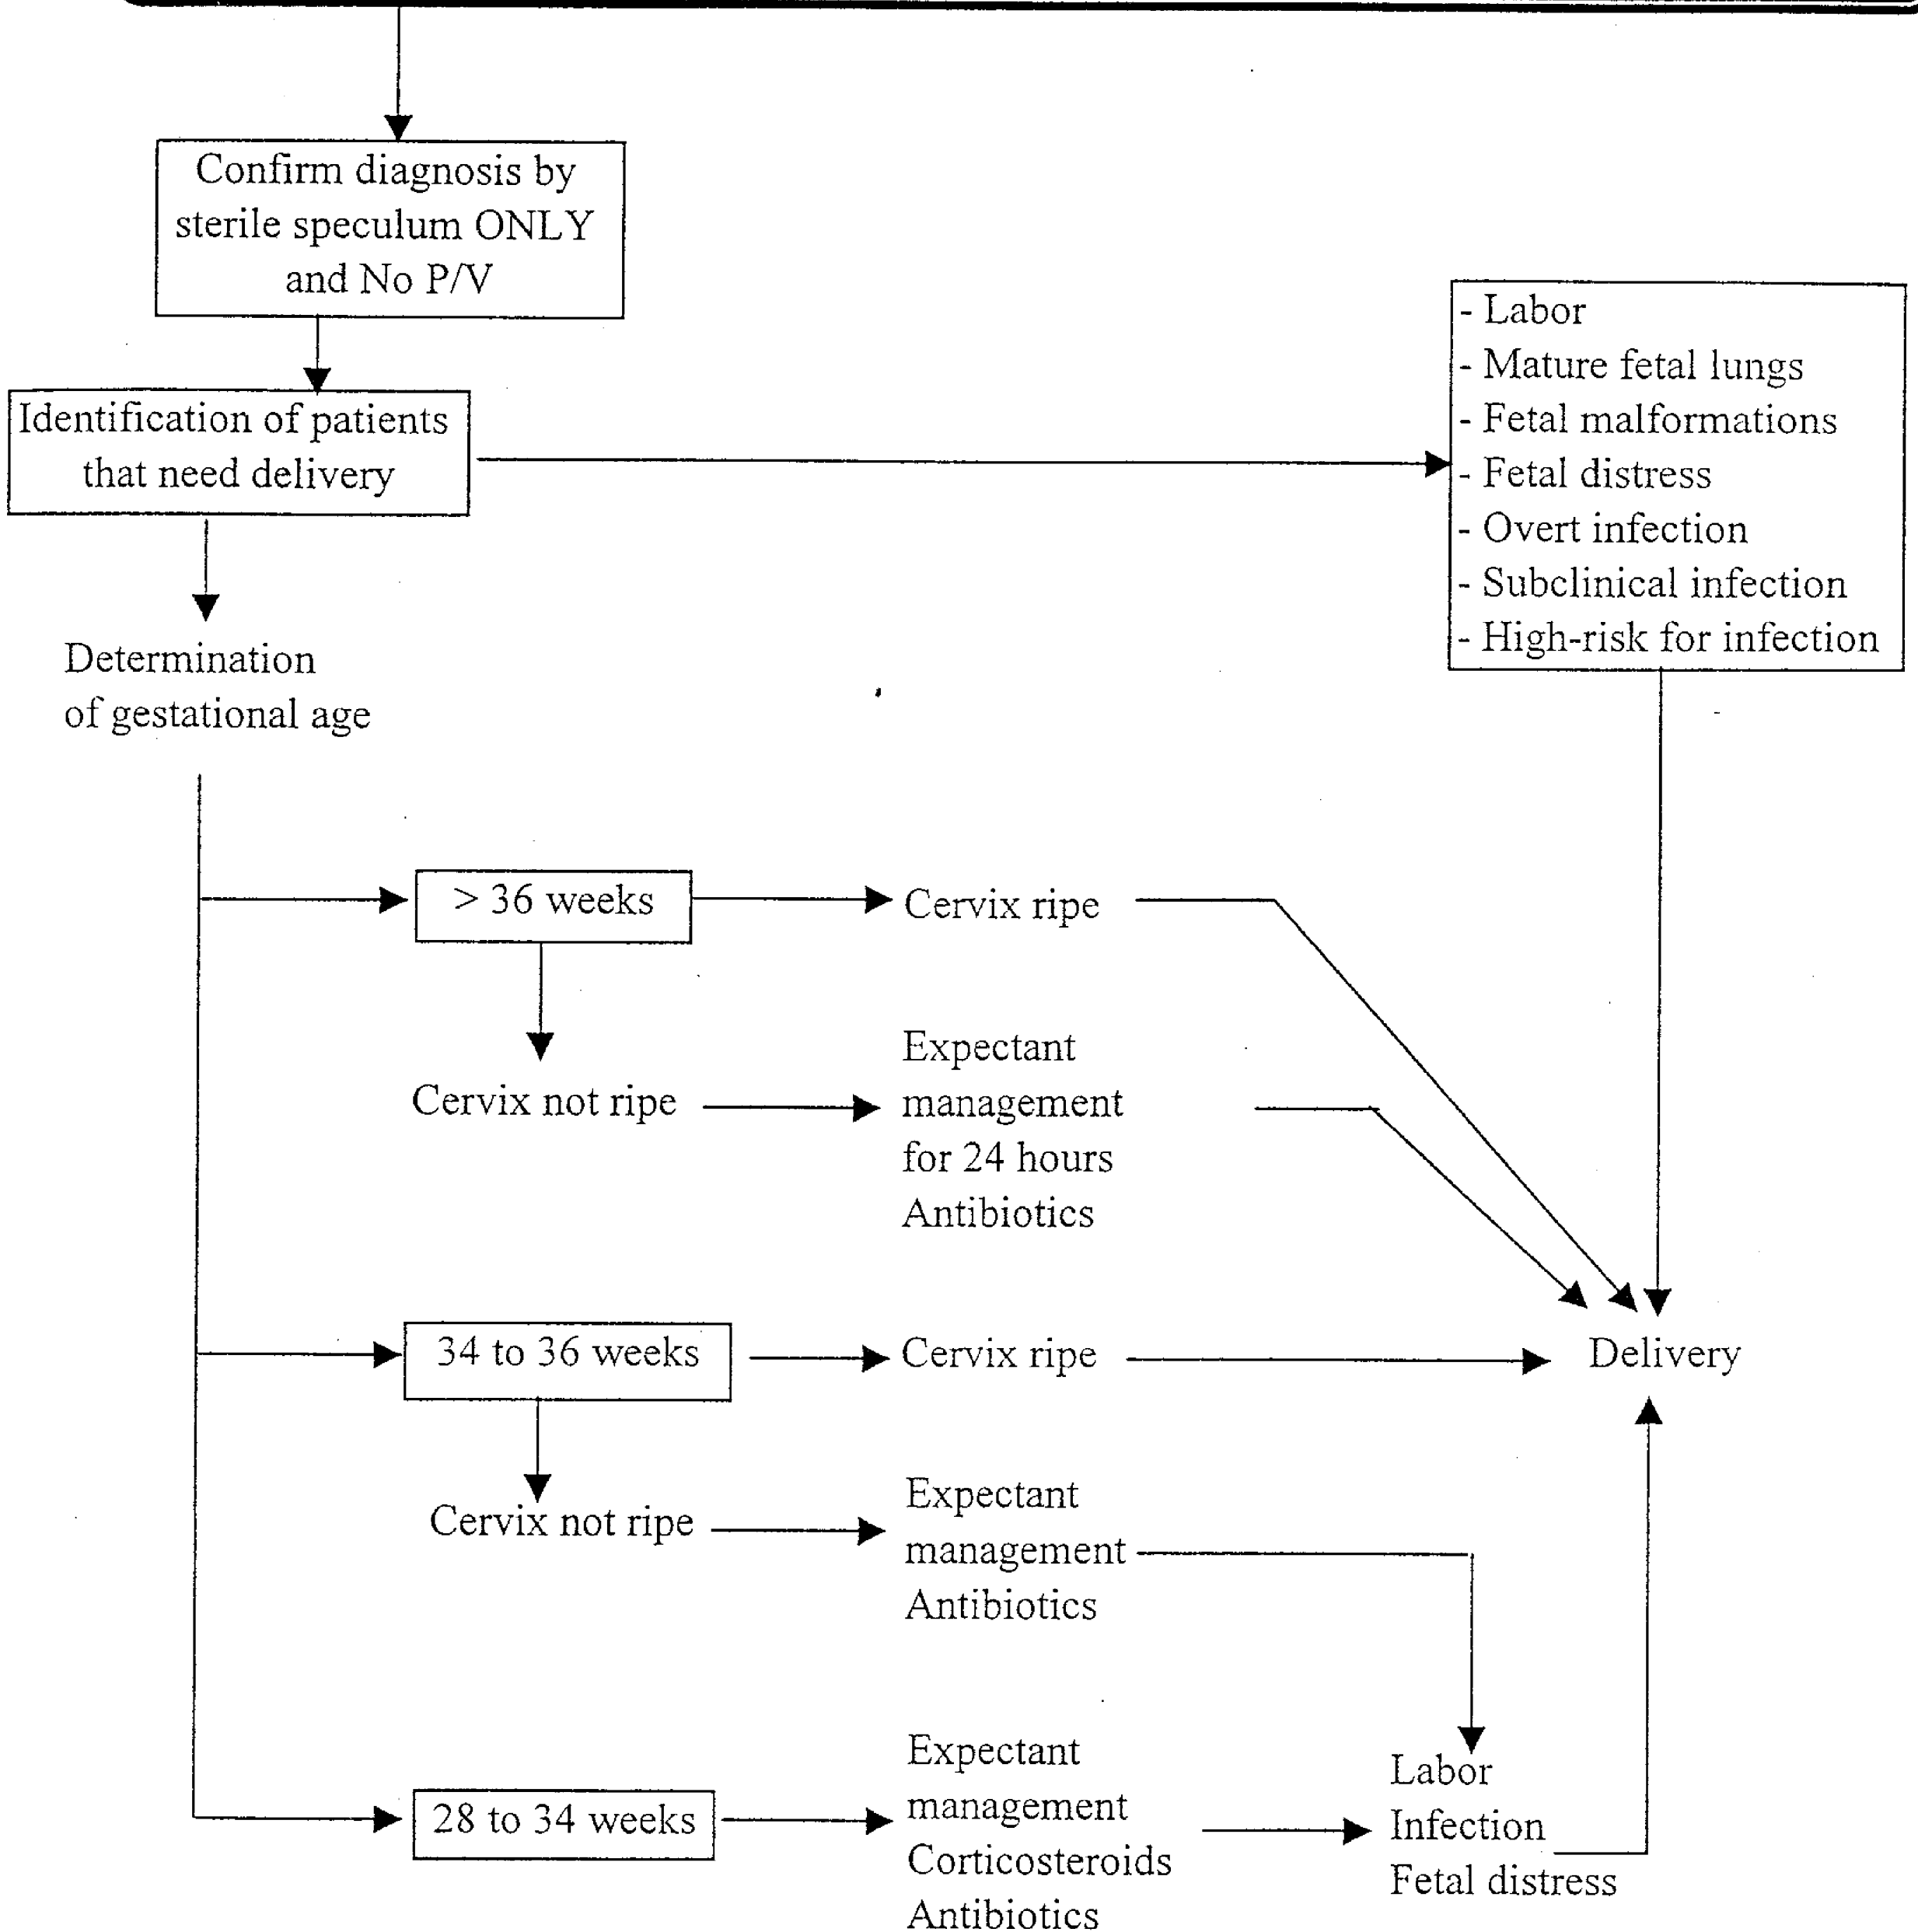 Confirm diagnosis by
sterile speculum ONLY
and No P/V
Identification of patients
that need delivery
- Labor
- Mature fetal lungs
- Fetal malformations
- Fetal distress
- Overt infection
- Subclinical infection
- High-risk for infection
Determination
of gestational age
> 36 weeks
Cervix ripe
Cervix not ripe
Expectant
management
for 24 hours
Antibiotics
34 to 36 weeks
Cervix ripe
Delivery
Cervix not ripe
Expectant
management
Antibiotics
28 to 34 weeks
Expectant
management
Corticosteroids
Antibiotics
Labor
Infection
Fetal distress